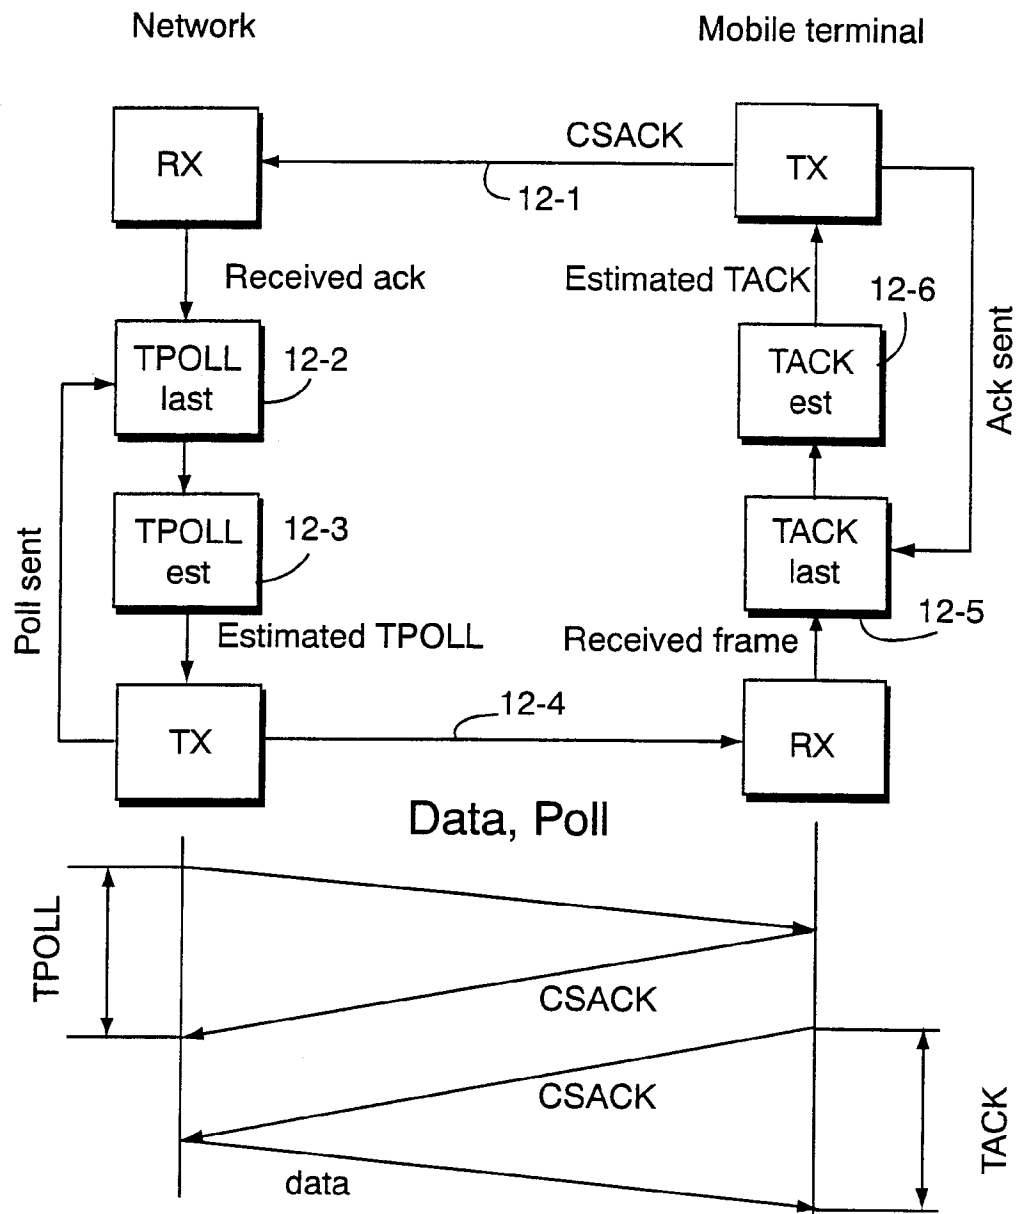 Network
Mobile terminal
RX
CSACK
TX
12-1
Received ack
Estimated TACK
12-6
TPOLL
last
12-2
TACK
est
Ack sent
TPOLL
est
12-3
TACK
last
Poll sent
12-5
Estimated TPOLL
Received frame
TX
12-4
RX
Data, Poll
TPOLL
CSACK
CSACK
TACK
data